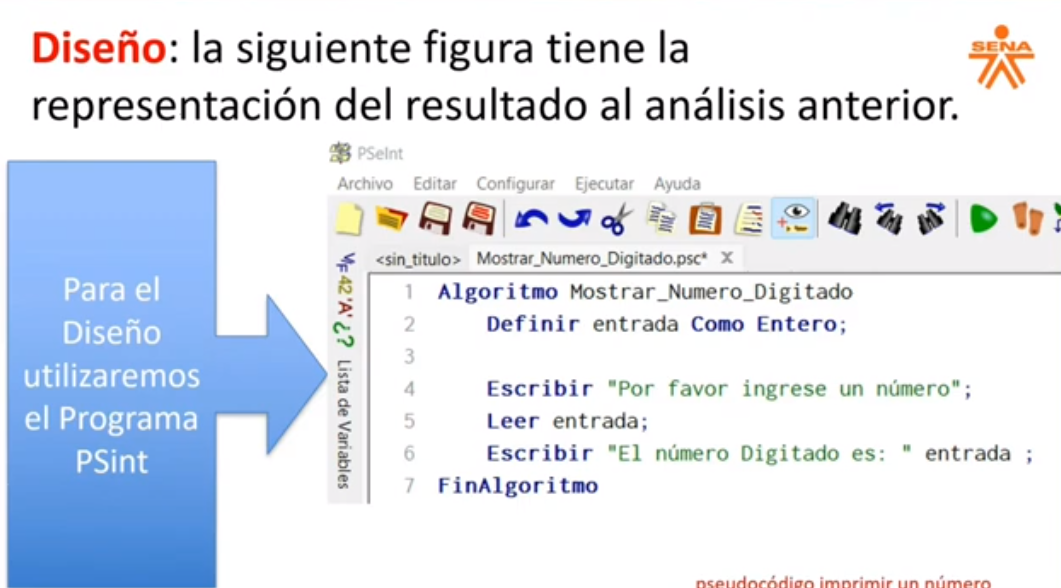 Diseño: la siguiente figura tiene la
representación del resultado al análisis anterior.
SENA
Para el
Diseño
utilizaremos
el Programa
PSint
PSeInt
Archivo Editar Configurar Ejecutar Ayuda
<sin_titulo> Mostrar_Numero_Digitado.psc* X
V/F 42 'A' ¿? Lista de Variables
1 Algoritmo Mostrar_Numero_Digitado
2 Definir entrada Como Entero;
3
4 Escribir "Por favor ingrese un número";
5 Leer entrada;
6 Escribir "El número Digitado es: " entrada ;
7 FinAlgoritmo
pseudocódigo imprimir un número